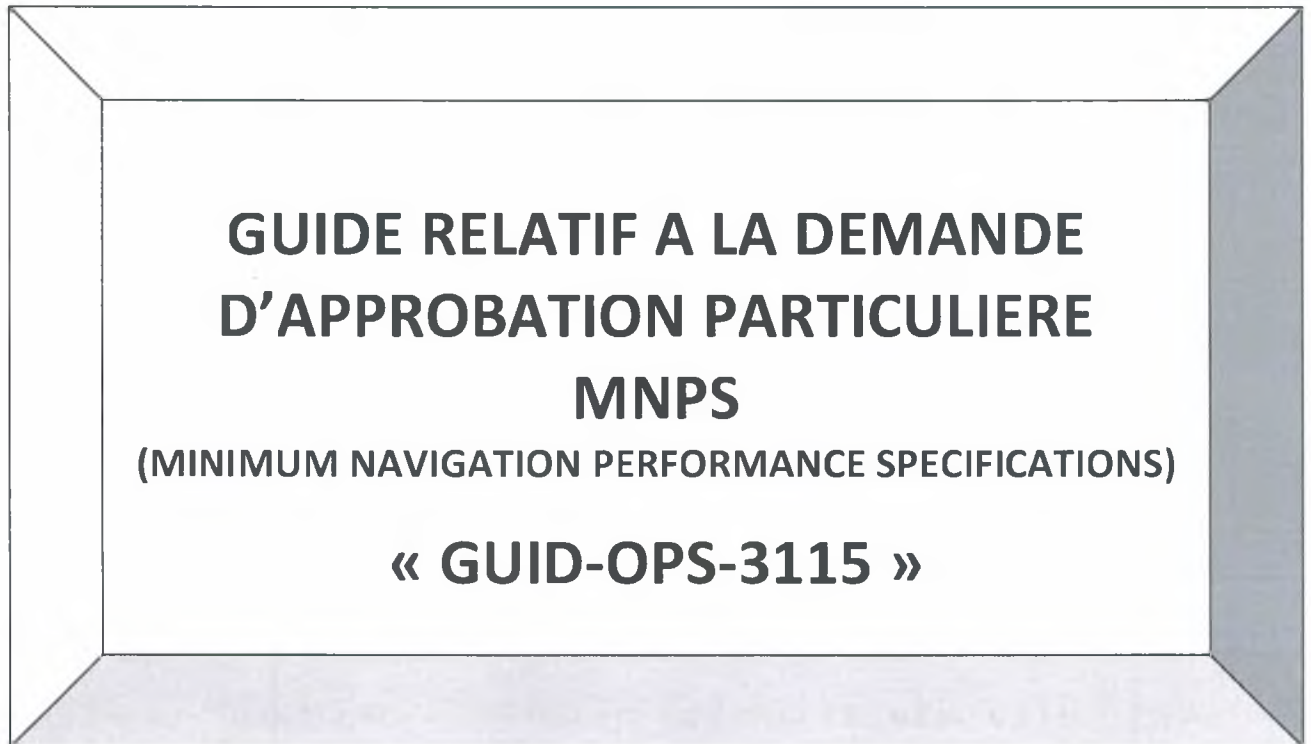 GUIDE RELATIF A LA DEMANDE
D'APPROBATION PARTICULIERE
MNPS
(MINIMUM NAVIGATION PERFORMANCE SPECIFICATIONS)
« GUID-OPS-3115 »